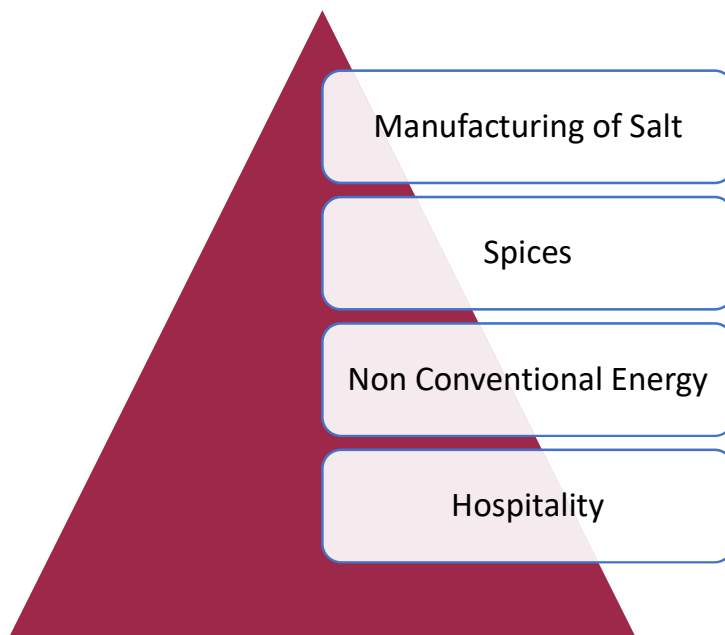 Manufacturing of Salt
Spices
Non Conventional Energy
Hospitality